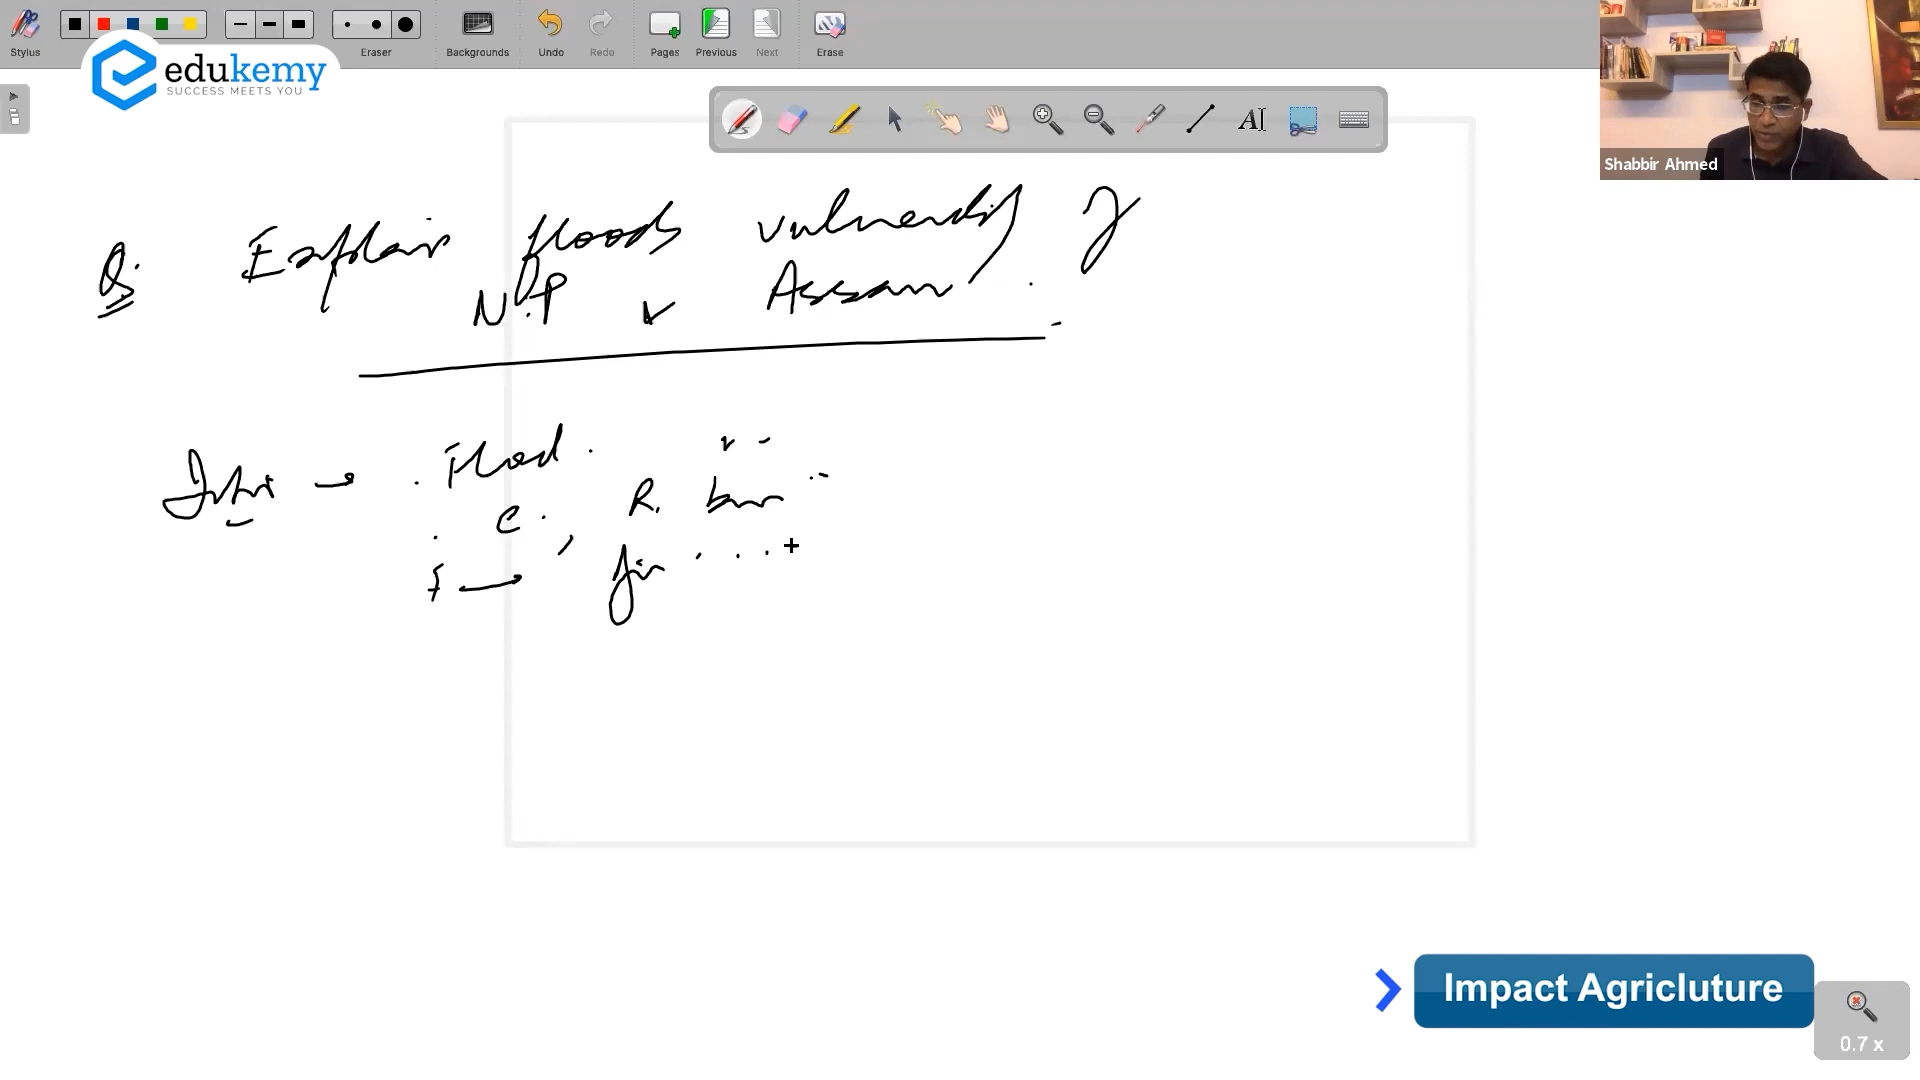 Stylus
Eraser
Backgrounds
Undo
Redo
Pages
Previous
Next
Erase
edukemy
SUCCESS MEETS YOU
AI
Shabbir Ahmed
Q. Explain floods vulnerability of
N.P v Assam.
→ . Flood.
. C. , R.
Impact Agricluture
0.7 x